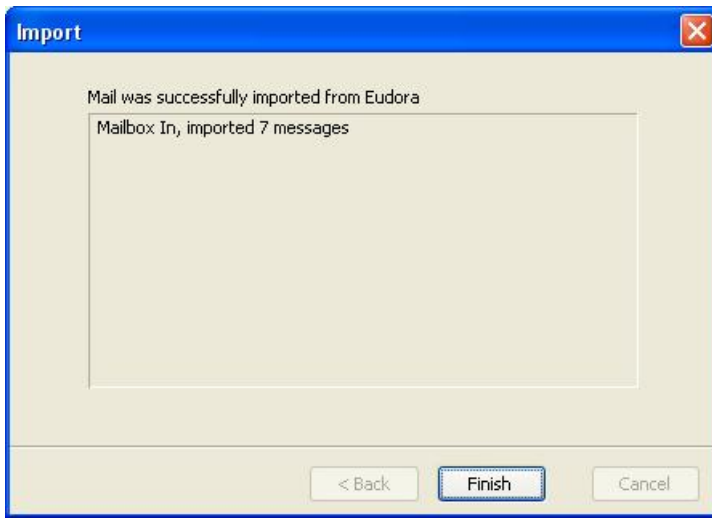 Import
Mail was successfully imported from Eudora
Mailbox In, imported 7 messages
< Back
Finish
Cancel